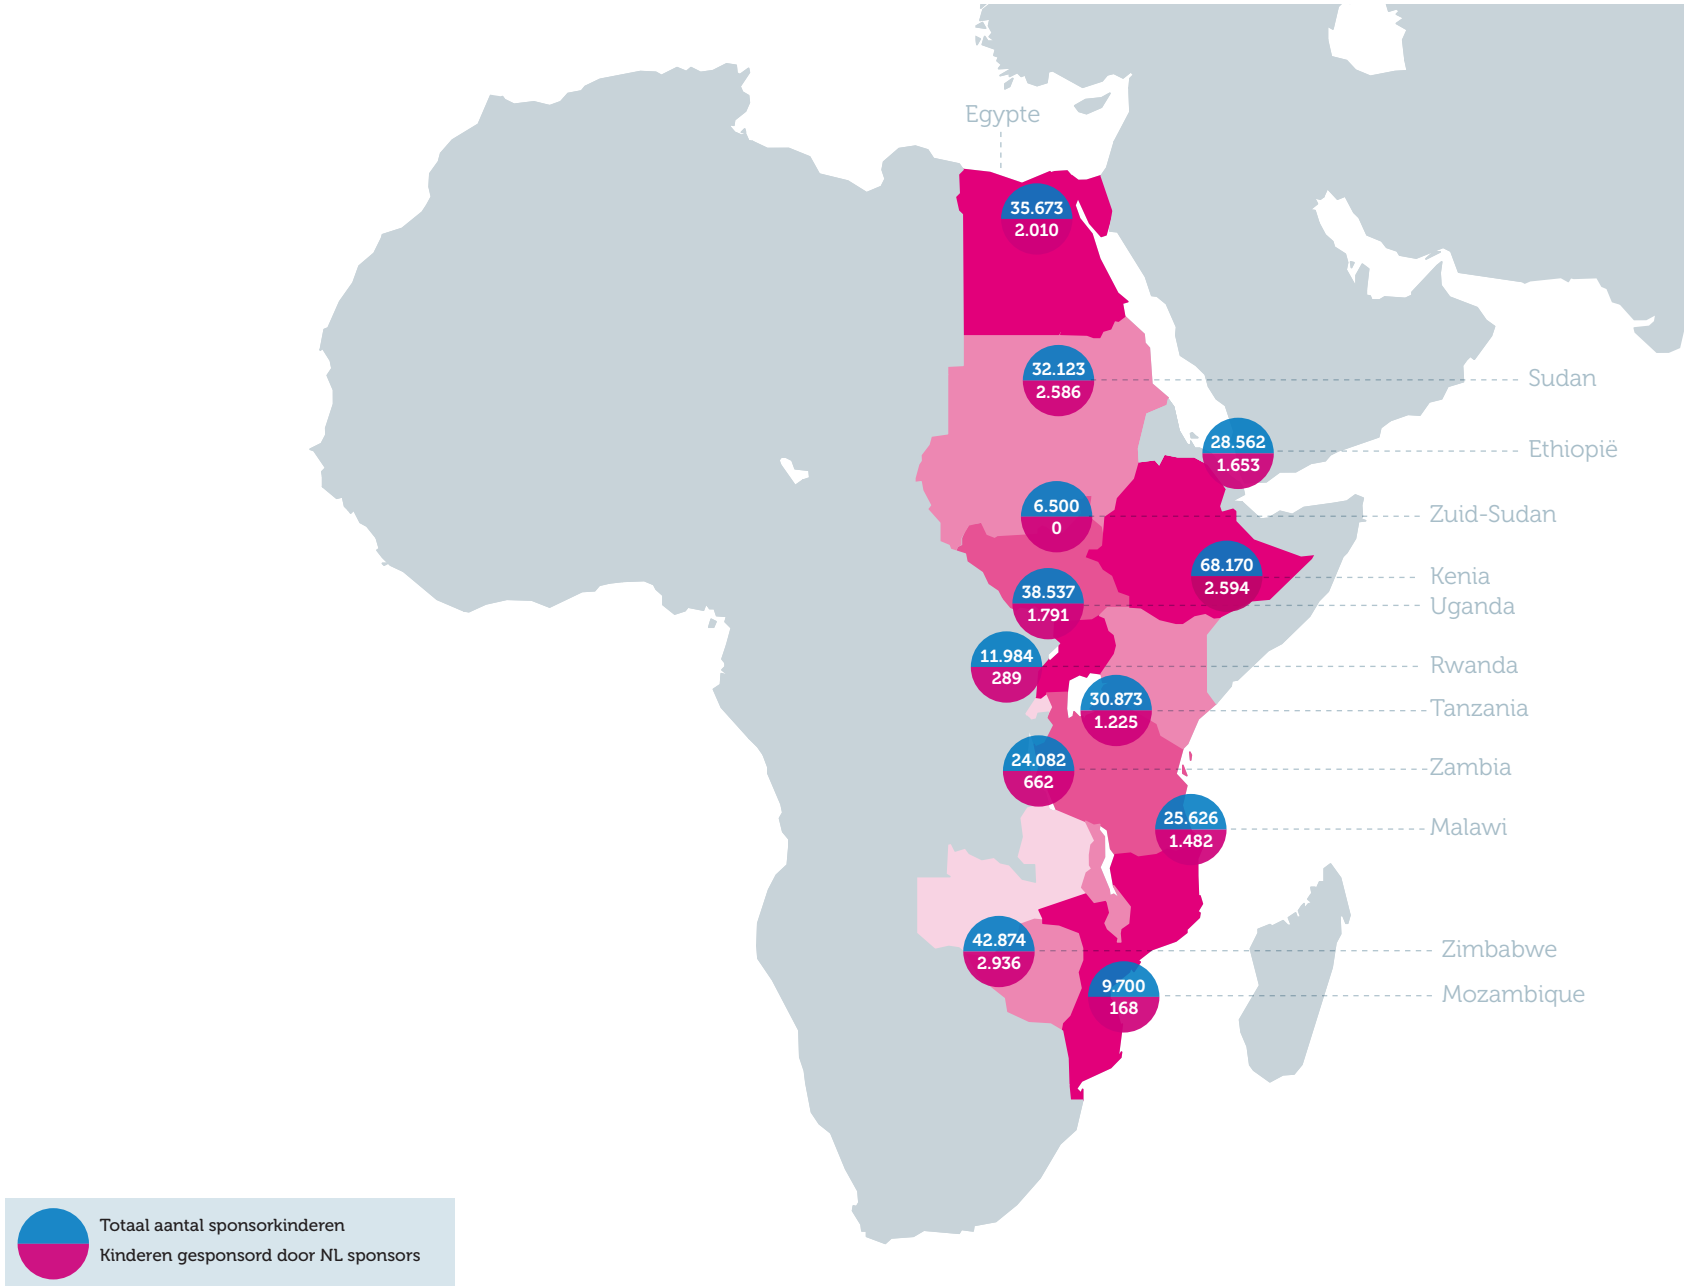 Egypte
35.673
2.010
32.123
2.586
Sudan
28.562
1.653
Ethiopië
6.500
0
Zuid-Sudan
68.170
2.594
Kenia
38.537
1.791
Uganda
11.984
289
Rwanda
30.873
1.225
Tanzania
24.082
662
Zambia
25.626
1.482
Malawi
42.874
2.936
Zimbabwe
9.700
168
Mozambique
Totaal aantal sponsorkinderen
Kinderen gesponsord door NL sponsors